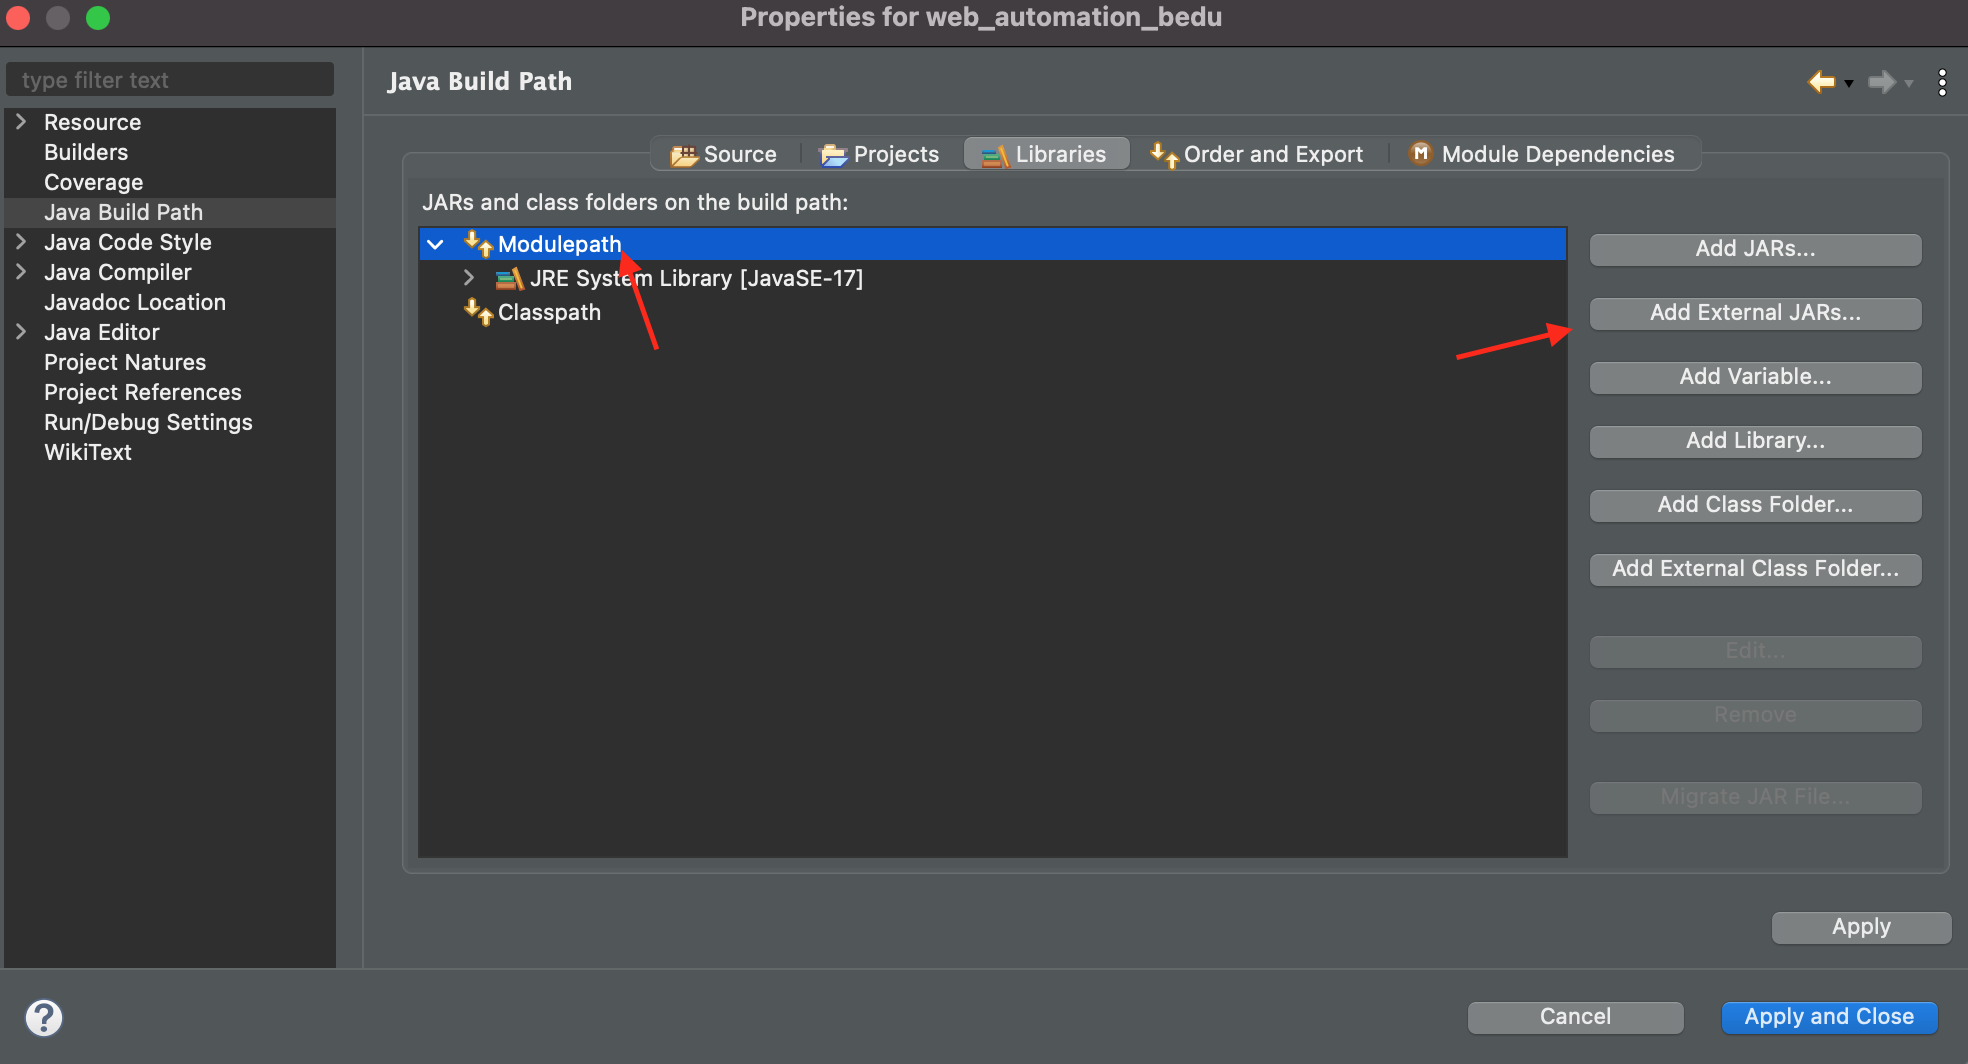 Properties for web_automation_bedu
type filter text
Resource
Builders
Coverage
Java Build Path
Java Code Style
Java Compiler
Javadoc Location
Java Editor
Project Natures
Project References
Run/Debug Settings
WikiText
Java Build Path
Source
Projects
Libraries
Order and Export
M
Module Dependencies
JARs and class folders on the build path:
Modulepath
JRE System Library [JavaSE-17]
Classpath
Add JARs...
Add External JARs...
Add Variable...
Add Library...
Add Class Folder...
Add External Class Folder...
Edit...
Remove
Migrate JAR File...
Apply
?
Cancel
Apply and Close